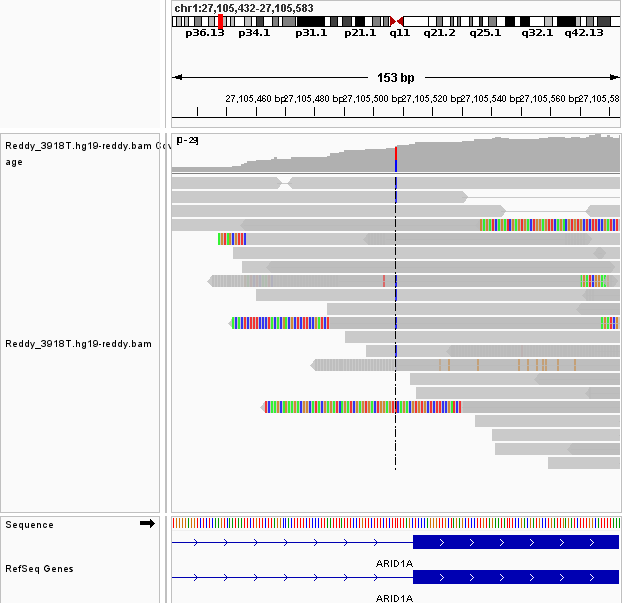 chr1:27,105,432-27,105,583
p36.13 p34.1 p31.1 p21.1 q11 q21.2 q25.1 q32.1 q42.13
153 bp
27,105,460 bp 27,105,480 bp 27,105,500 bp 27,105,520 bp 27,105,540 bp 27,105,560 bp 27,105,58
[0 - 29]
Reddy_3918T.hg19-reddy.bam Cov
age
Reddy_3918T.hg19-reddy.bam
Sequence
ARID1A
RefSeq Genes
ARID1A